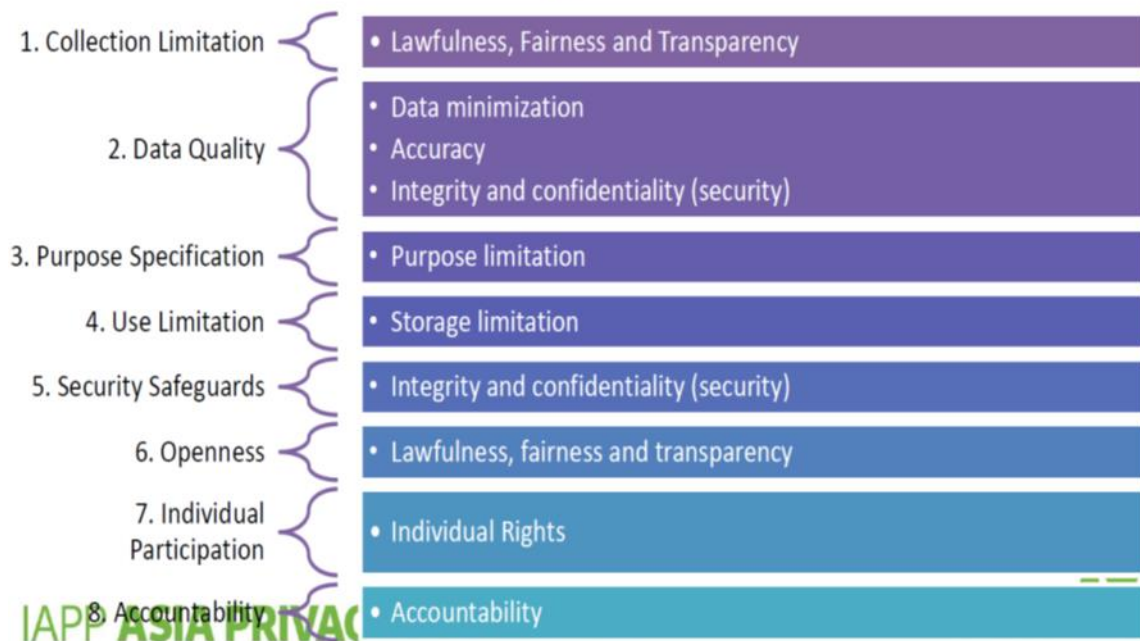 1. Collection Limitation
• Lawfulness, Fairness and Transparency
2. Data Quality
• Data minimization
• Accuracy
• Integrity and confidentiality (security)
3. Purpose Specification
• Purpose limitation
4. Use Limitation
• Storage limitation
5. Security Safeguards
• Integrity and confidentiality (security)
6. Openness
• Lawfulness, fairness and transparency
7. Individual
Participation
• Individual Rights
8. Accountability
• Accountability
IAPP ASIA PRIVAC